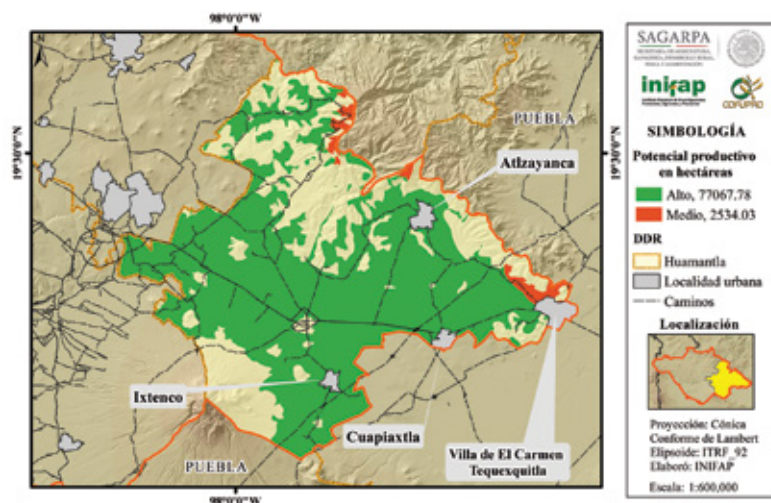 98°0'0"W
19°30'0"N
PUEBLA
19°30'0"N
Atlzayanca
Ixtenco
Cuapiaxtla
Villa de El Carmen
Tequexquitla
PUEBLA
98°0'0"W
SAGARPA
inifap
COFUPRO
SIMBOLOGÍA
Potencial productivo
en hectáreas
Alto, 77067.78
Medio, 2534.03
DDR
Huamantla
Localidad urbana
Caminos
Localización
Proyección: Cónica
Conforme de Lambert
Elipsoide: ITRF_92
Elaboró: INIFAP
Escala: 1:600,000